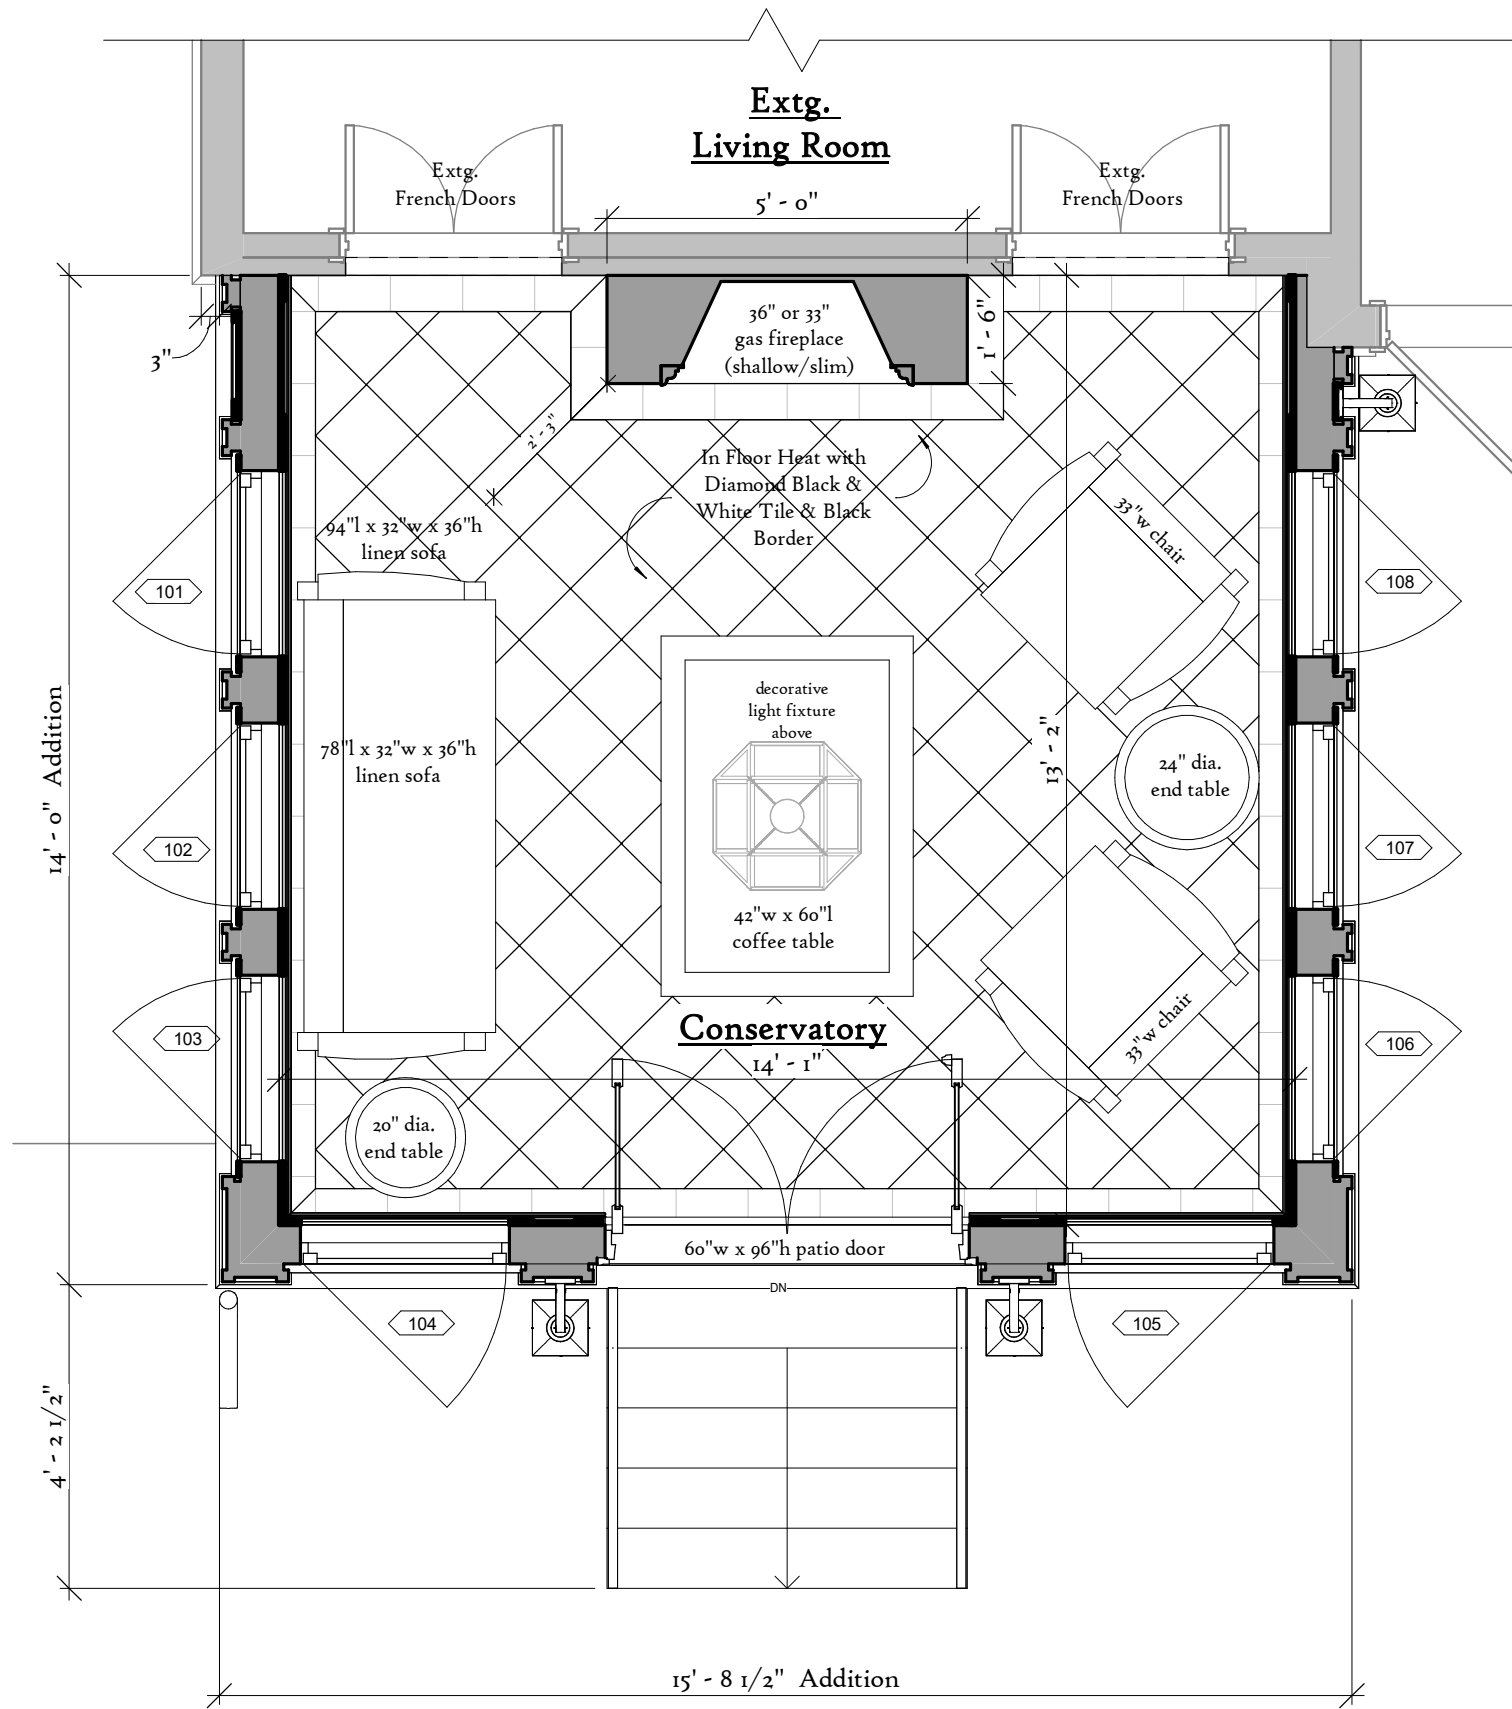 Extg.
Living Room
Extg.
French Doors
Extg.
French Doors
5' - 0"
36" or 33"
gas fireplace
(shallow/slim)
1' - 6"
3"
2' - 3"
In Floor Heat with
Diamond Black &
White Tile & Black
Border
94"l x 32"w x 36"h
linen sofa
33"w chair
101
108
14' - 0" Addition
decorative
light fixture
above
78"l x 32"w x 36"h
linen sofa
13' - 2"
24" dia.
end table
102
107
42"w x 60"l
coffee table
Conservatory
14' - 1"
33"w chair
103
106
20" dia.
end table
60"w x 96"h patio door
DN
104
105
4' - 2 1/2"
15' - 8 1/2" Addition